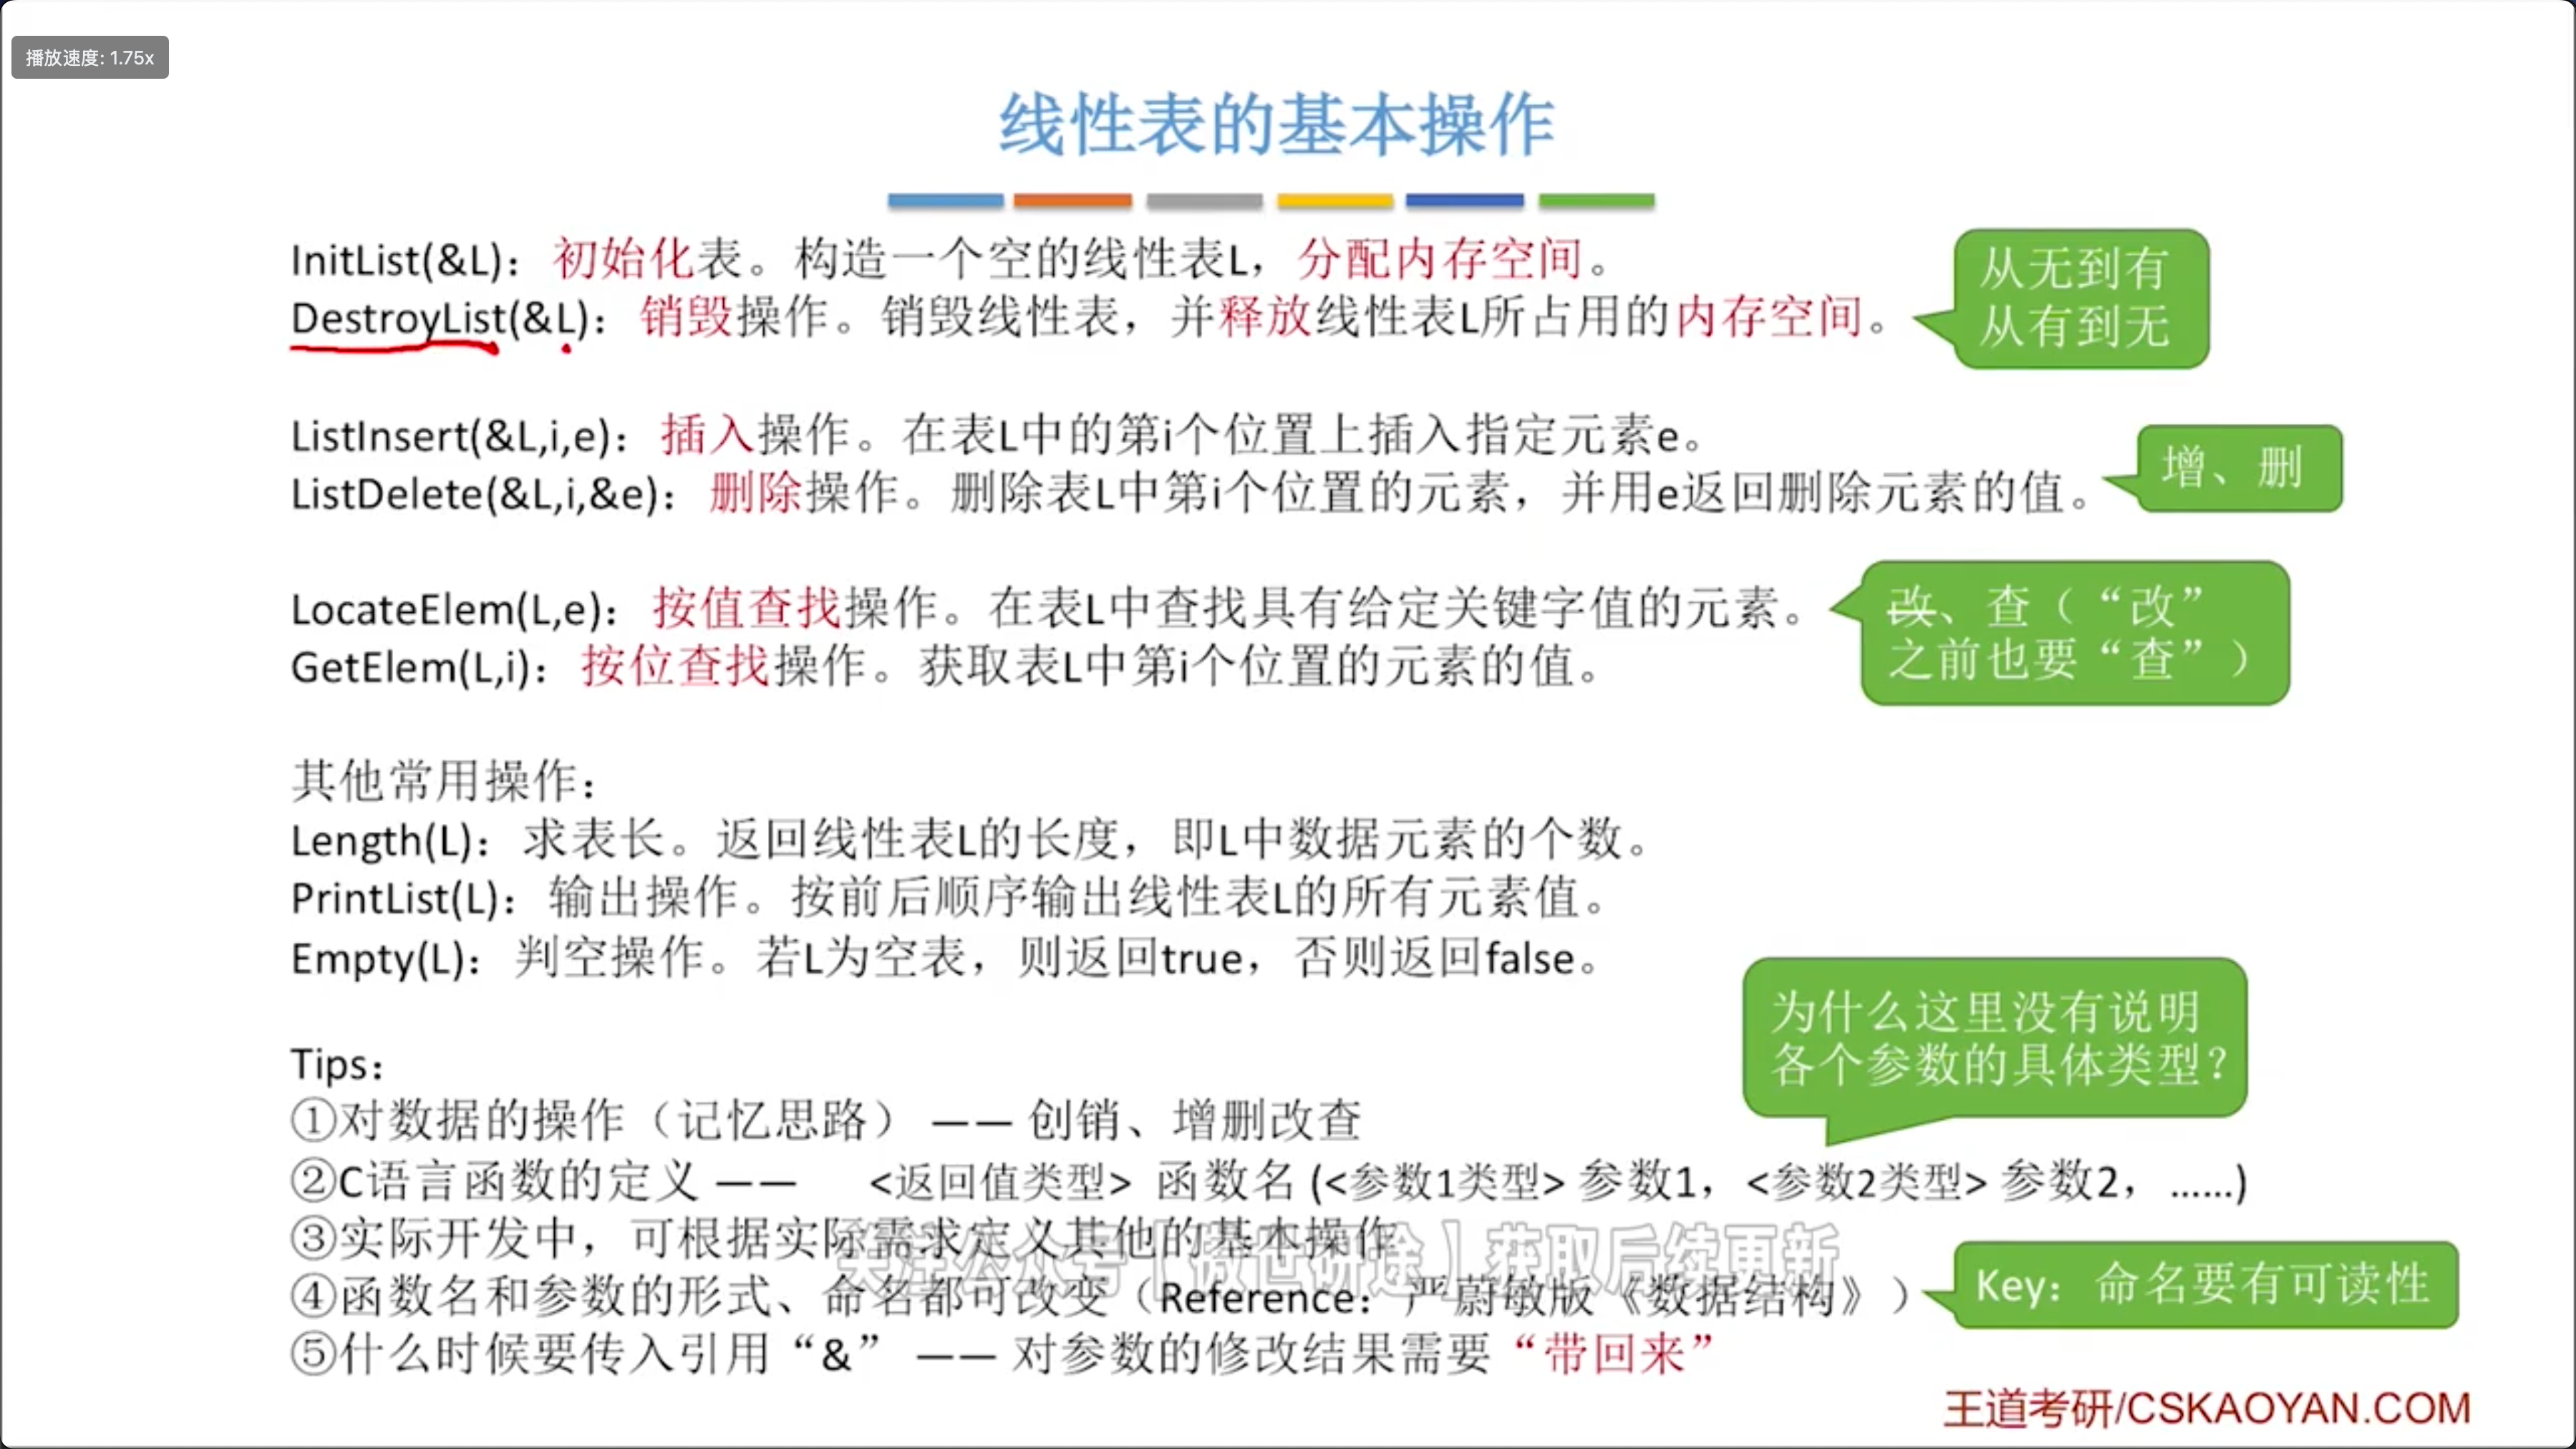 播放速度: 1.75x
线性表的基本操作
InitList(&L)：初始化表。构造一个空的线性表L，分配内存空间。
DestroyList(&L)：销毁操作。销毁线性表，并释放线性表L所占用的内存空间。
从无到有
从有到无
ListInsert(&L,i,e)：插入操作。在表L中的第i个位置上插入指定元素e。
ListDelete(&L,i,&e)：删除操作。删除表L中第i个位置的元素，并用e返回删除元素的值。
增、删
LocateElem(L,e)：按值查找操作。在表L中查找具有给定关键字值的元素。
GetElem(L,i)：按位查找操作。获取表L中第i个位置的元素的值。
改、查（“改”
之前也要“查”）
其他常用操作：
Length(L)：求表长。返回线性表L的长度，即L中数据元素的个数。
PrintList(L)：输出操作。按前后顺序输出线性表L的所有元素值。
Empty(L)：判空操作。若L为空表，则返回true，否则返回false。
为什么这里没有说明
各个参数的具体类型？
Tips：
①对数据的操作（记忆思路） —— 创销、增删改查
②C语言函数的定义 —— <返回值类型> 函数名 (<参数1类型> 参数1，<参数2类型> 参数2，……)
③实际开发中，可根据实际需求定义其他的基本操作
关注公众号【微世研途】获取后续更新
④函数名和参数的形式、命名都可改变（Reference：严蔚敏版《数据结构》）
Key：命名要有可读性
⑤什么时候要传入引用“&” —— 对参数的修改结果需要“带回来”
王道考研/CSKAOYAN.COM